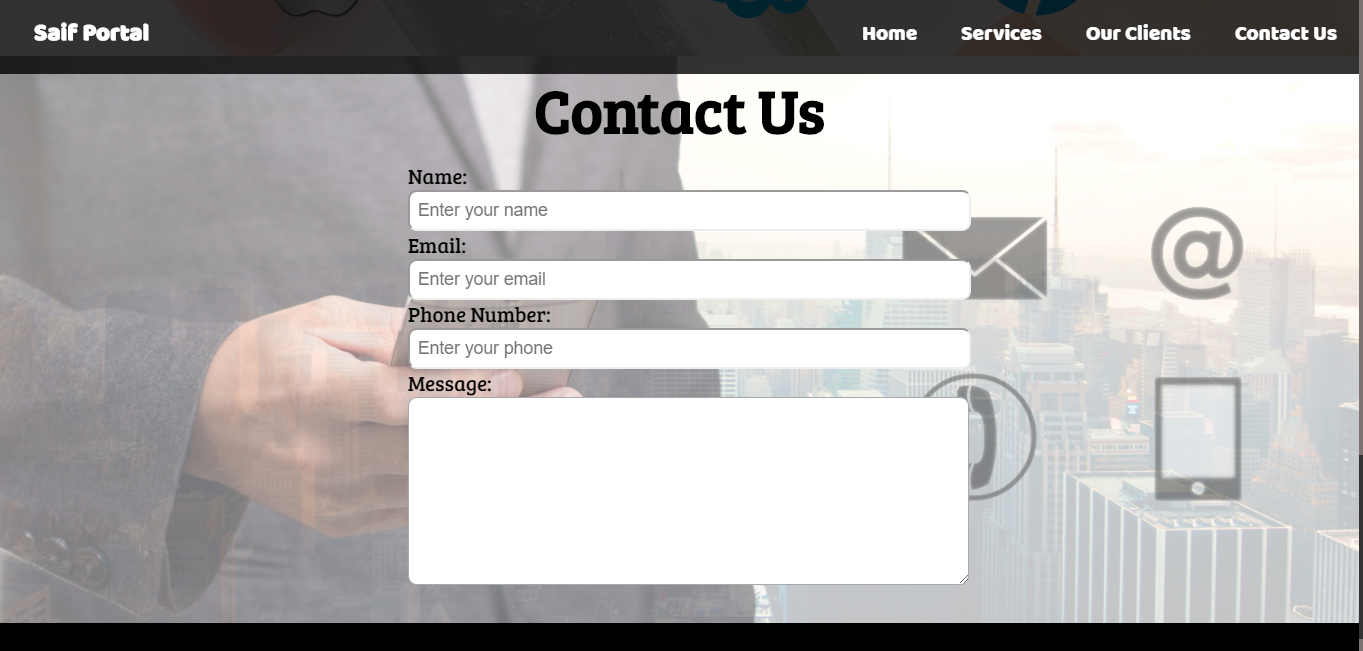 Saif Portal
Home Services Our Clients Contact Us
Contact Us
Name:
Enter your name
Email:
Enter your email
Phone Number:
Enter your phone
Message:
@